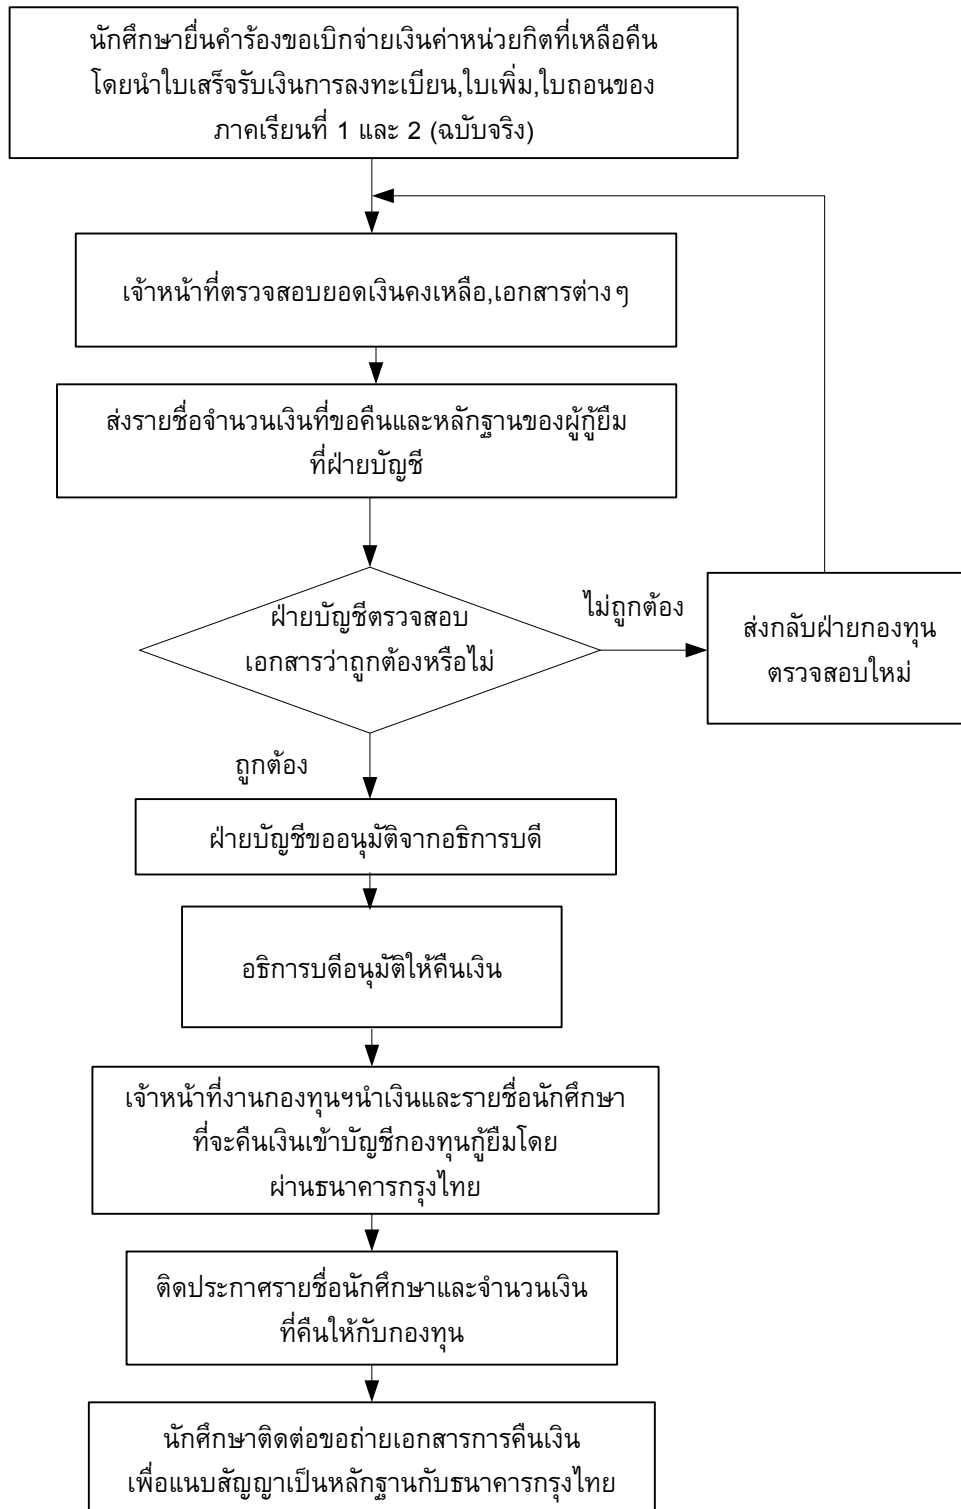 นักศึกษายื่นคำร้องขอเบิกจ่ายเงินค่าหน่วยกิตที่เหลือคืน
โดยนำใบเสร็จรับเงินการลงทะเบียน,ใบเพิ่ม,ใบถอนของ
ภาคเรียนที่ 1 และ 2 (ฉบับจริง)
เจ้าหน้าที่ตรวจสอบยอดเงินคงเหลือ,เอกสารต่างๆ
ส่งรายชื่อจำนวนเงินที่ขอคืนและหลักฐานของผู้กู้ยืม
ที่ฝ่ายบัญชี
ฝ่ายบัญชีตรวจสอบ
เอกสารว่าถูกต้องหรือไม่
ไม่ถูกต้อง
ส่งกลับฝ่ายกองทุน
ตรวจสอบใหม่
ถูกต้อง
ฝ่ายบัญชีขออนุมัติจากอธิการบดี
อธิการบดีอนุมัติให้คืนเงิน
เจ้าหน้าที่งานกองทุนฯนำเงินและรายชื่อนักศึกษา
ที่จะคืนเงินเข้าบัญชีกองทุนกู้ยืมโดย
ผ่านธนาคารกรุงไทย
ติดประกาศรายชื่อนักศึกษาและจำนวนเงิน
ที่คืนให้กับกองทุน
นักศึกษาติดต่อขอถ่ายเอกสารการคืนเงิน
เพื่อแนบสัญญาเป็นหลักฐานกับธนาคารกรุงไทย